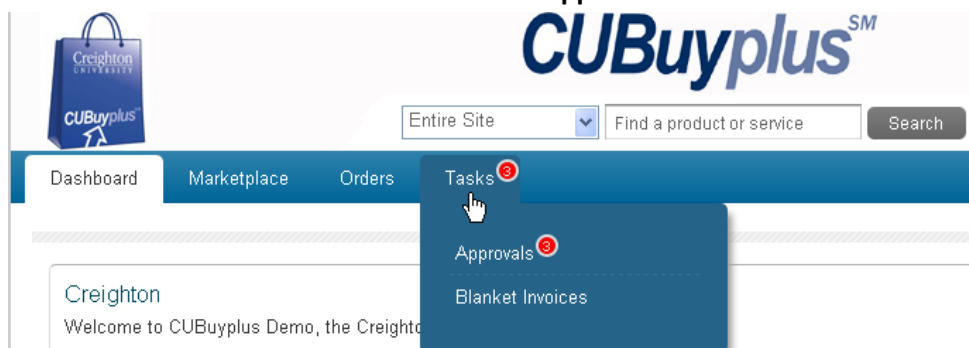 CUBuyplus SM
Creighton
UNIVERSITY
CUBuyplus
Entire Site
Find a product or service
Search
Dashboard
Marketplace
Orders
Tasks 3
Approvals 3
Blanket Invoices
Creighton
Welcome to CUBuyplus Demo, the Creighto